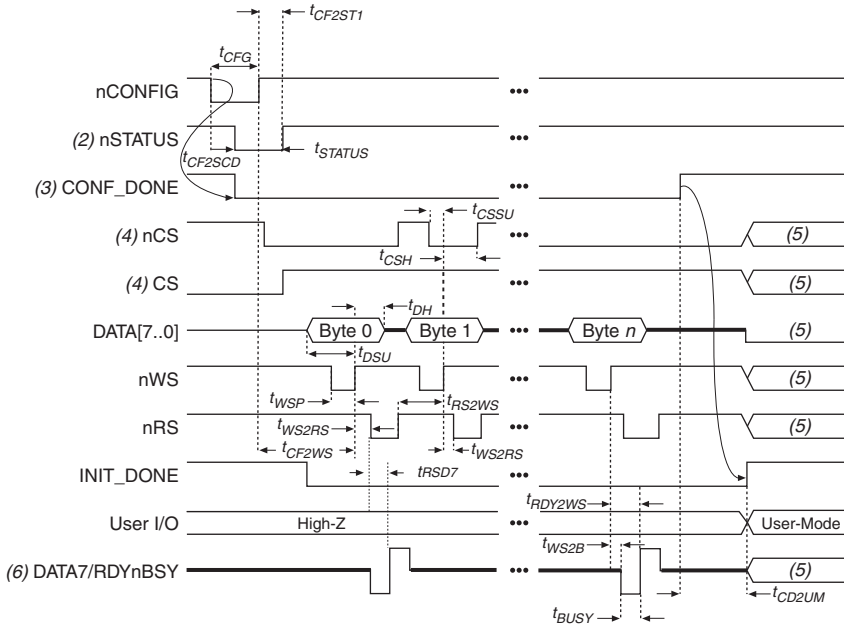 tCF2ST1
tCFG
nCONFIG
•••
(2) nSTATUS
tSTATUS
•••
tCF2SCD
(3) CONF_DONE
•••
tCSSU
(4) nCS
•••
(5)
tCSH
(4) CS
•••
(5)
tDH
DATA[7..0]
Byte 0
Byte 1
•••
Byte n
(5)
tDSU
nWS
•••
(5)
tWSP
tRS2WS
nRS
•••
(5)
tWS2RS
tCF2WS
tWS2RS
tRSD7
INIT_DONE
•••
tRDY2WS
User I/O
High-Z
•••
User-Mode
tWS2B
(6) DATA7/RDYnBSY
•••
(5)
tCD2UM
tBUSY